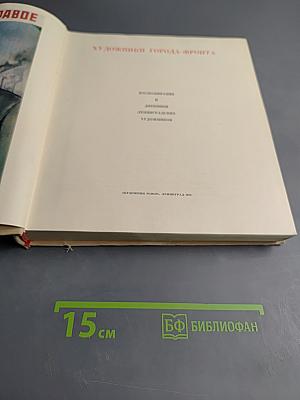 РАВОЕ
ХУДОЖНИКИ ГОРОДА-ФРОНТА
ВОСПОМИНАНИЯ
И
ДНЕВНИКИ
ЛЕНИНГРАДСКИХ
ХУДОЖНИКОВ
15 см
БФ БИБЛИОФАН